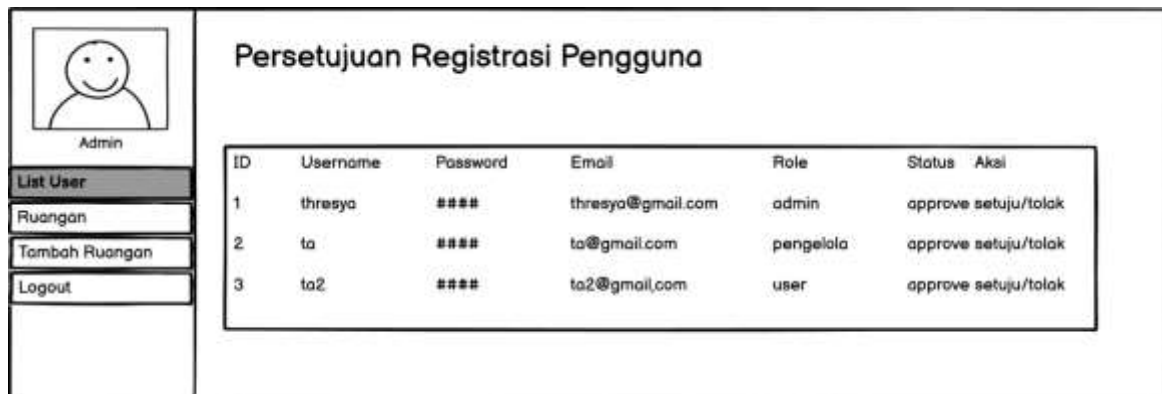 Persetujuan Registrasi Pengguna
Admin
List User
Ruangan
Tambah Ruangan
Logout
ID Username Password Email Role Status Aksi
1 thresya #### thresya@gmail.com admin approve setuju/tolak
2 ta #### ta@gmail.com pengelola approve setuju/tolak
3 ta2 #### ta2@gmail,com user approve setuju/tolak